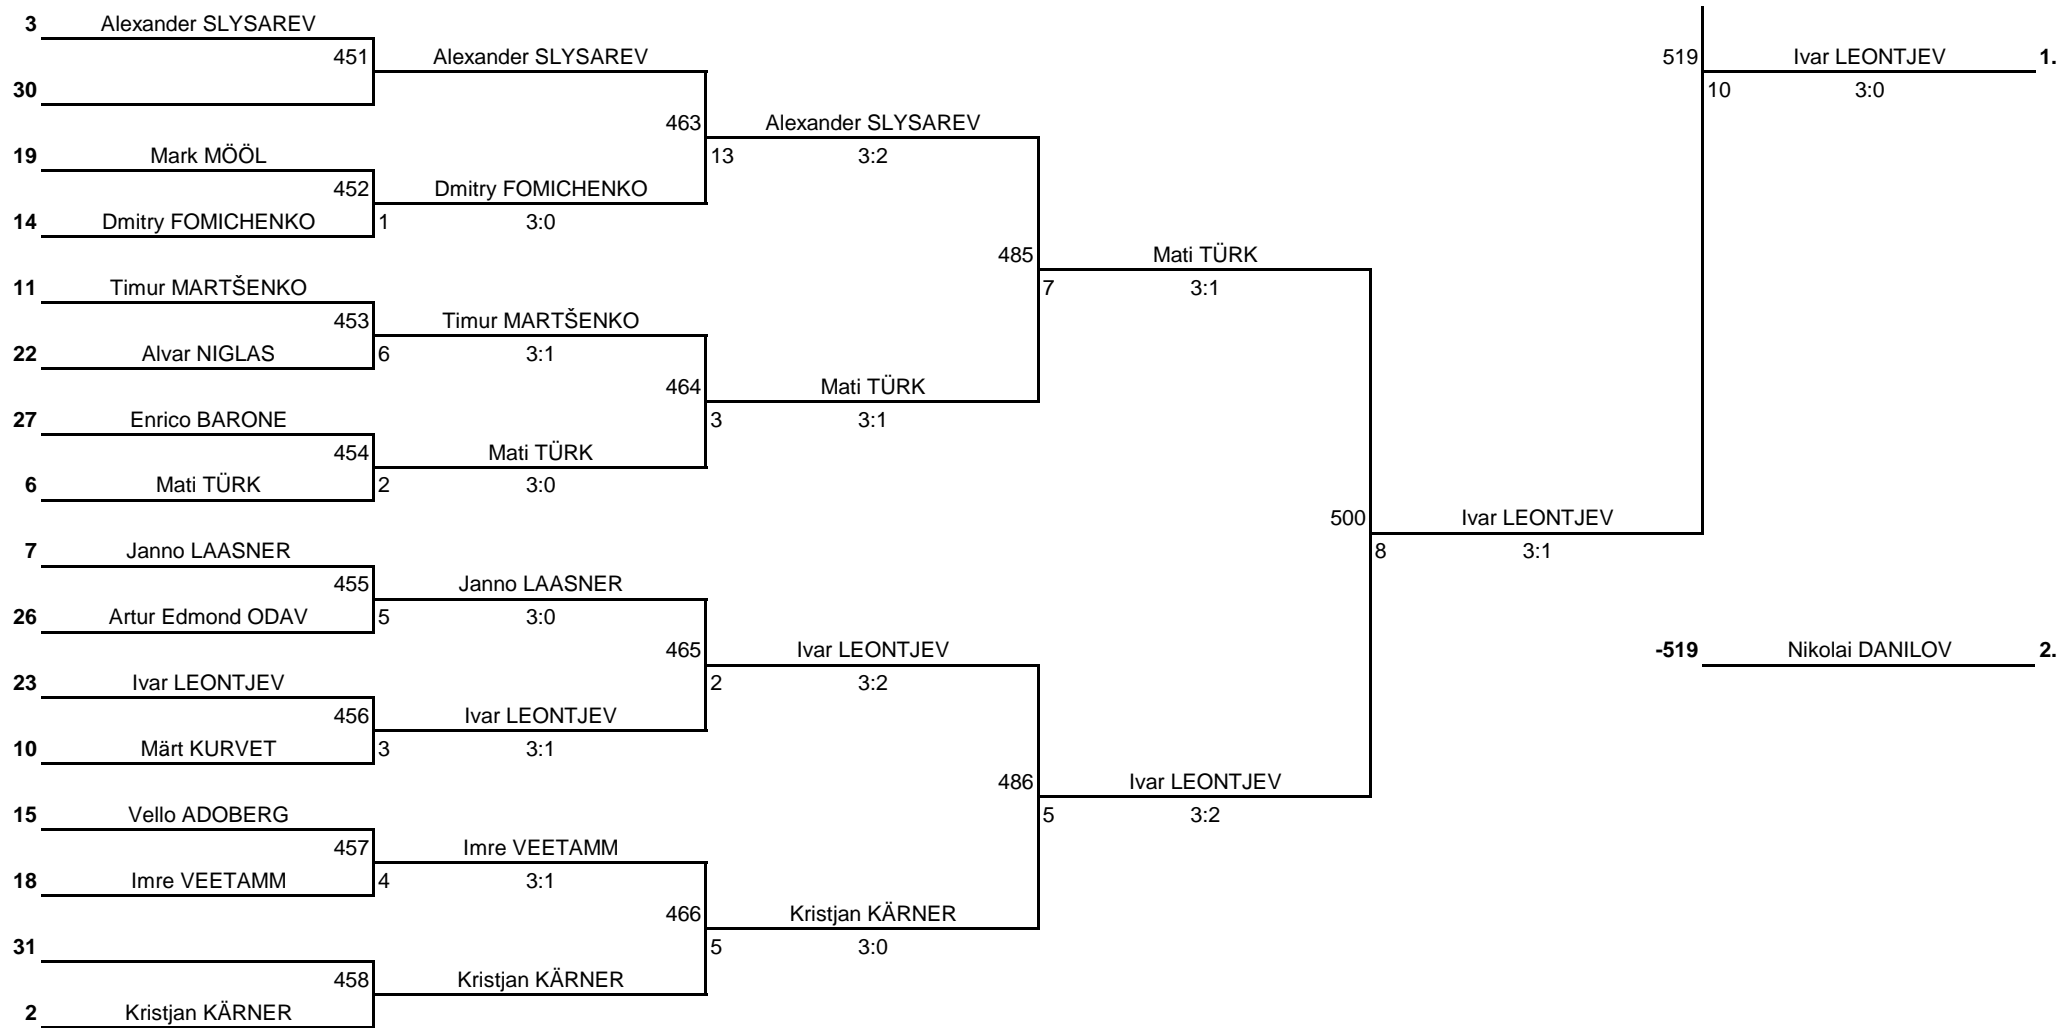 3 Alexander SLYSAREV
451 Alexander SLYSAREV 519 Ivar LEONTJEV 1.
30 10 3:0
463 Alexander SLYSAREV
19 Mark MÖÖL 13 3:2
452 Dmitry FOMICHENKO
14 Dmitry FOMICHENKO 1 3:0
485 Mati TÜRK
11 Timur MARTŠENKO 7 3:1
453 Timur MARTŠENKO
22 Alvar NIGLAS 6 3:1
464 Mati TÜRK
27 Enrico BARONE 3 3:1
454 Mati TÜRK
6 Mati TÜRK 2 3:0
500 Ivar LEONTJEV
7 Janno LAASNER 8 3:1
455 Janno LAASNER
26 Artur Edmond ODAV 5 3:0
465 Ivar LEONTJEV -519 Nikolai DANILOV 2.
23 Ivar LEONTJEV 2 3:2
456 Ivar LEONTJEV
10 Märt KURVET 3 3:1
486 Ivar LEONTJEV
15 Vello ADOBERG 5 3:2
457 Imre VEETAMM
18 Imre VEETAMM 4 3:1
466 Kristjan KÄRNER
31 5 3:0
458 Kristjan KÄRNER
2 Kristjan KÄRNER